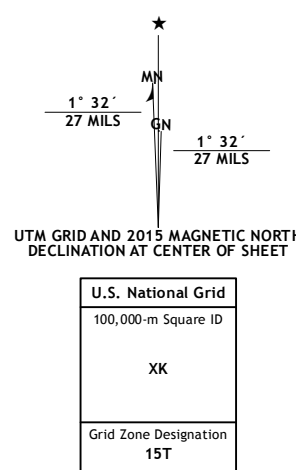 ★
MN
1° 32´
27 MILS
GN
1° 32´
27 MILS
UTM GRID AND 2015 MAGNETIC NORTH
DECLINATION AT CENTER OF SHEET
U.S. National Grid
100,000-m Square ID
XK
Grid Zone Designation
15T